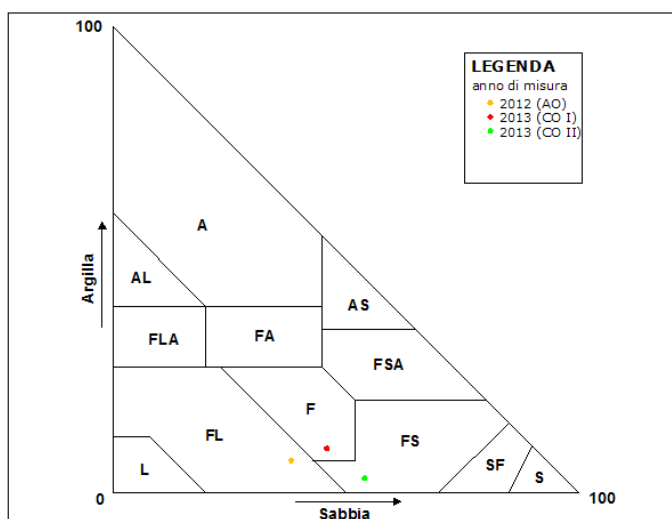 100
LEGENDA
anno di misura
2012 (AO)
2013 (CO I)
2013 (CO II)
A
Argilla
AL
AS
FLA
FA
FSA
F
FL
FS
L
SF
S
0
100
Sabbia